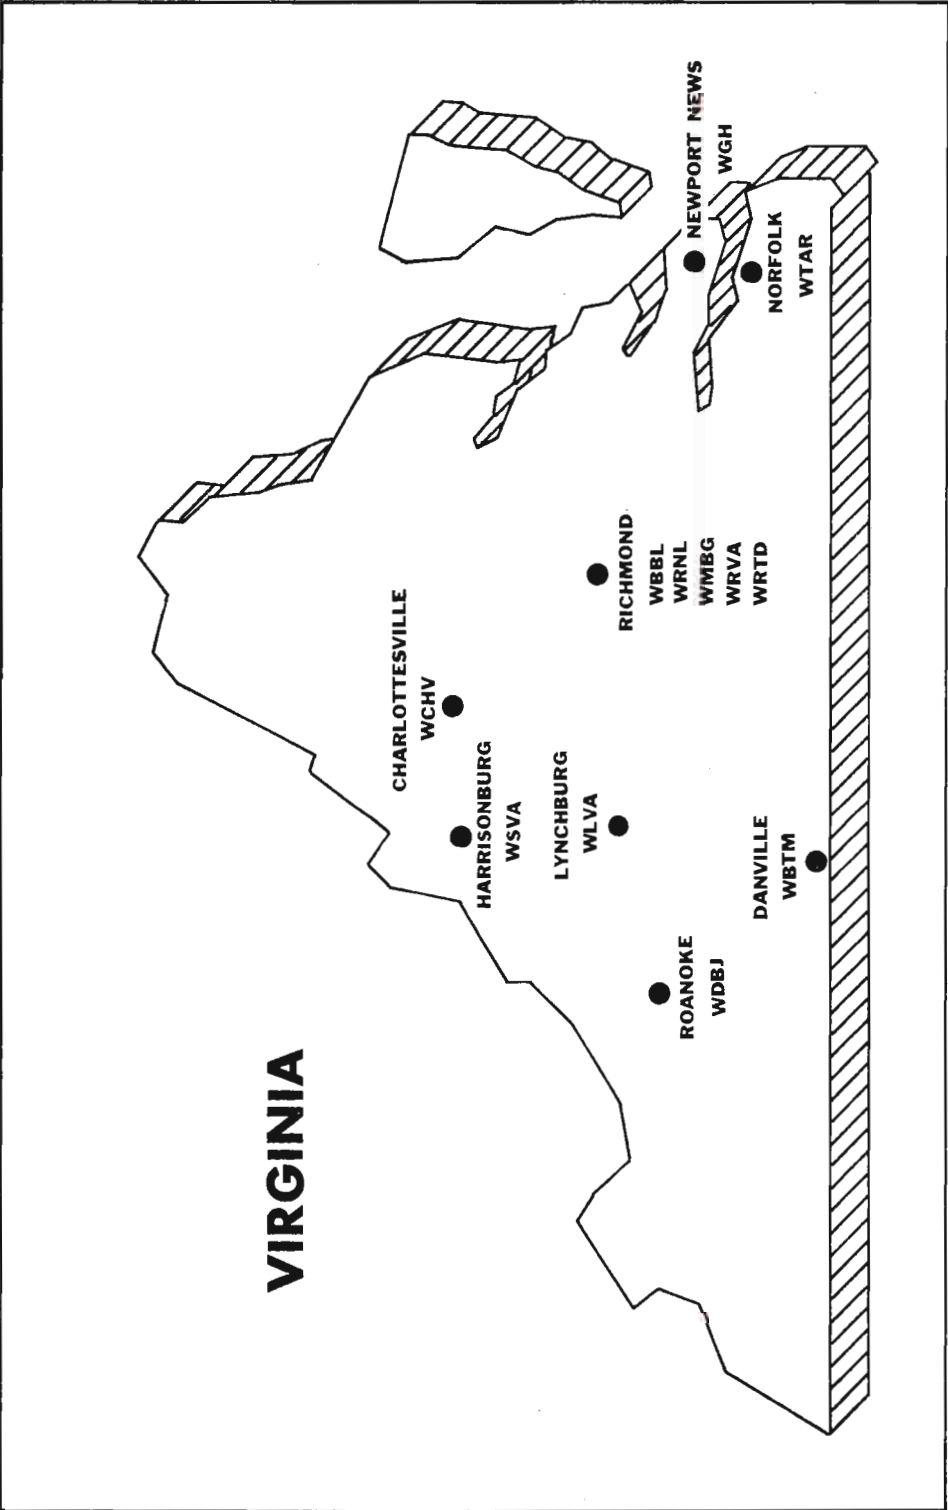 VIRGINIA
CHARLOTTESVILLE
WCHV
HARRISONBURG
WSVA
LYNCHBURG
WLVA
RICHMOND
WBBL
WRNL
WMBG
WRVA
WRTD
NEWPORT NEWS
WGH
NORFOLK
WTAR
ROANOKE
WDBJ
DANVILLE
WBTM